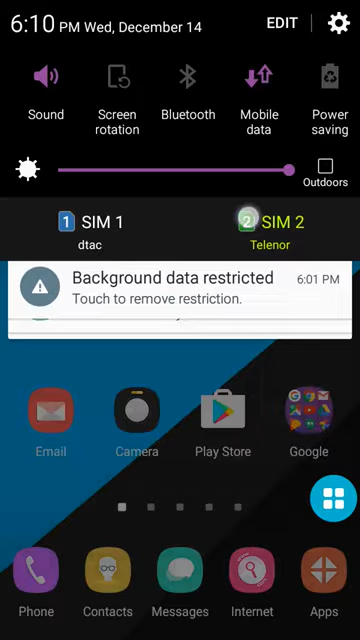 6:10 PM Wed, December 14 EDIT
Sound
Screen rotation
Bluetooth
Mobile data
Power saving
Outdoors
1 SIM 1
dtac
2 SIM 2
Telenor
Background data restricted 6:01 PM
Touch to remove restriction.
Email
Camera
Play Store
Google
Phone
Contacts
Messages
Internet
Apps